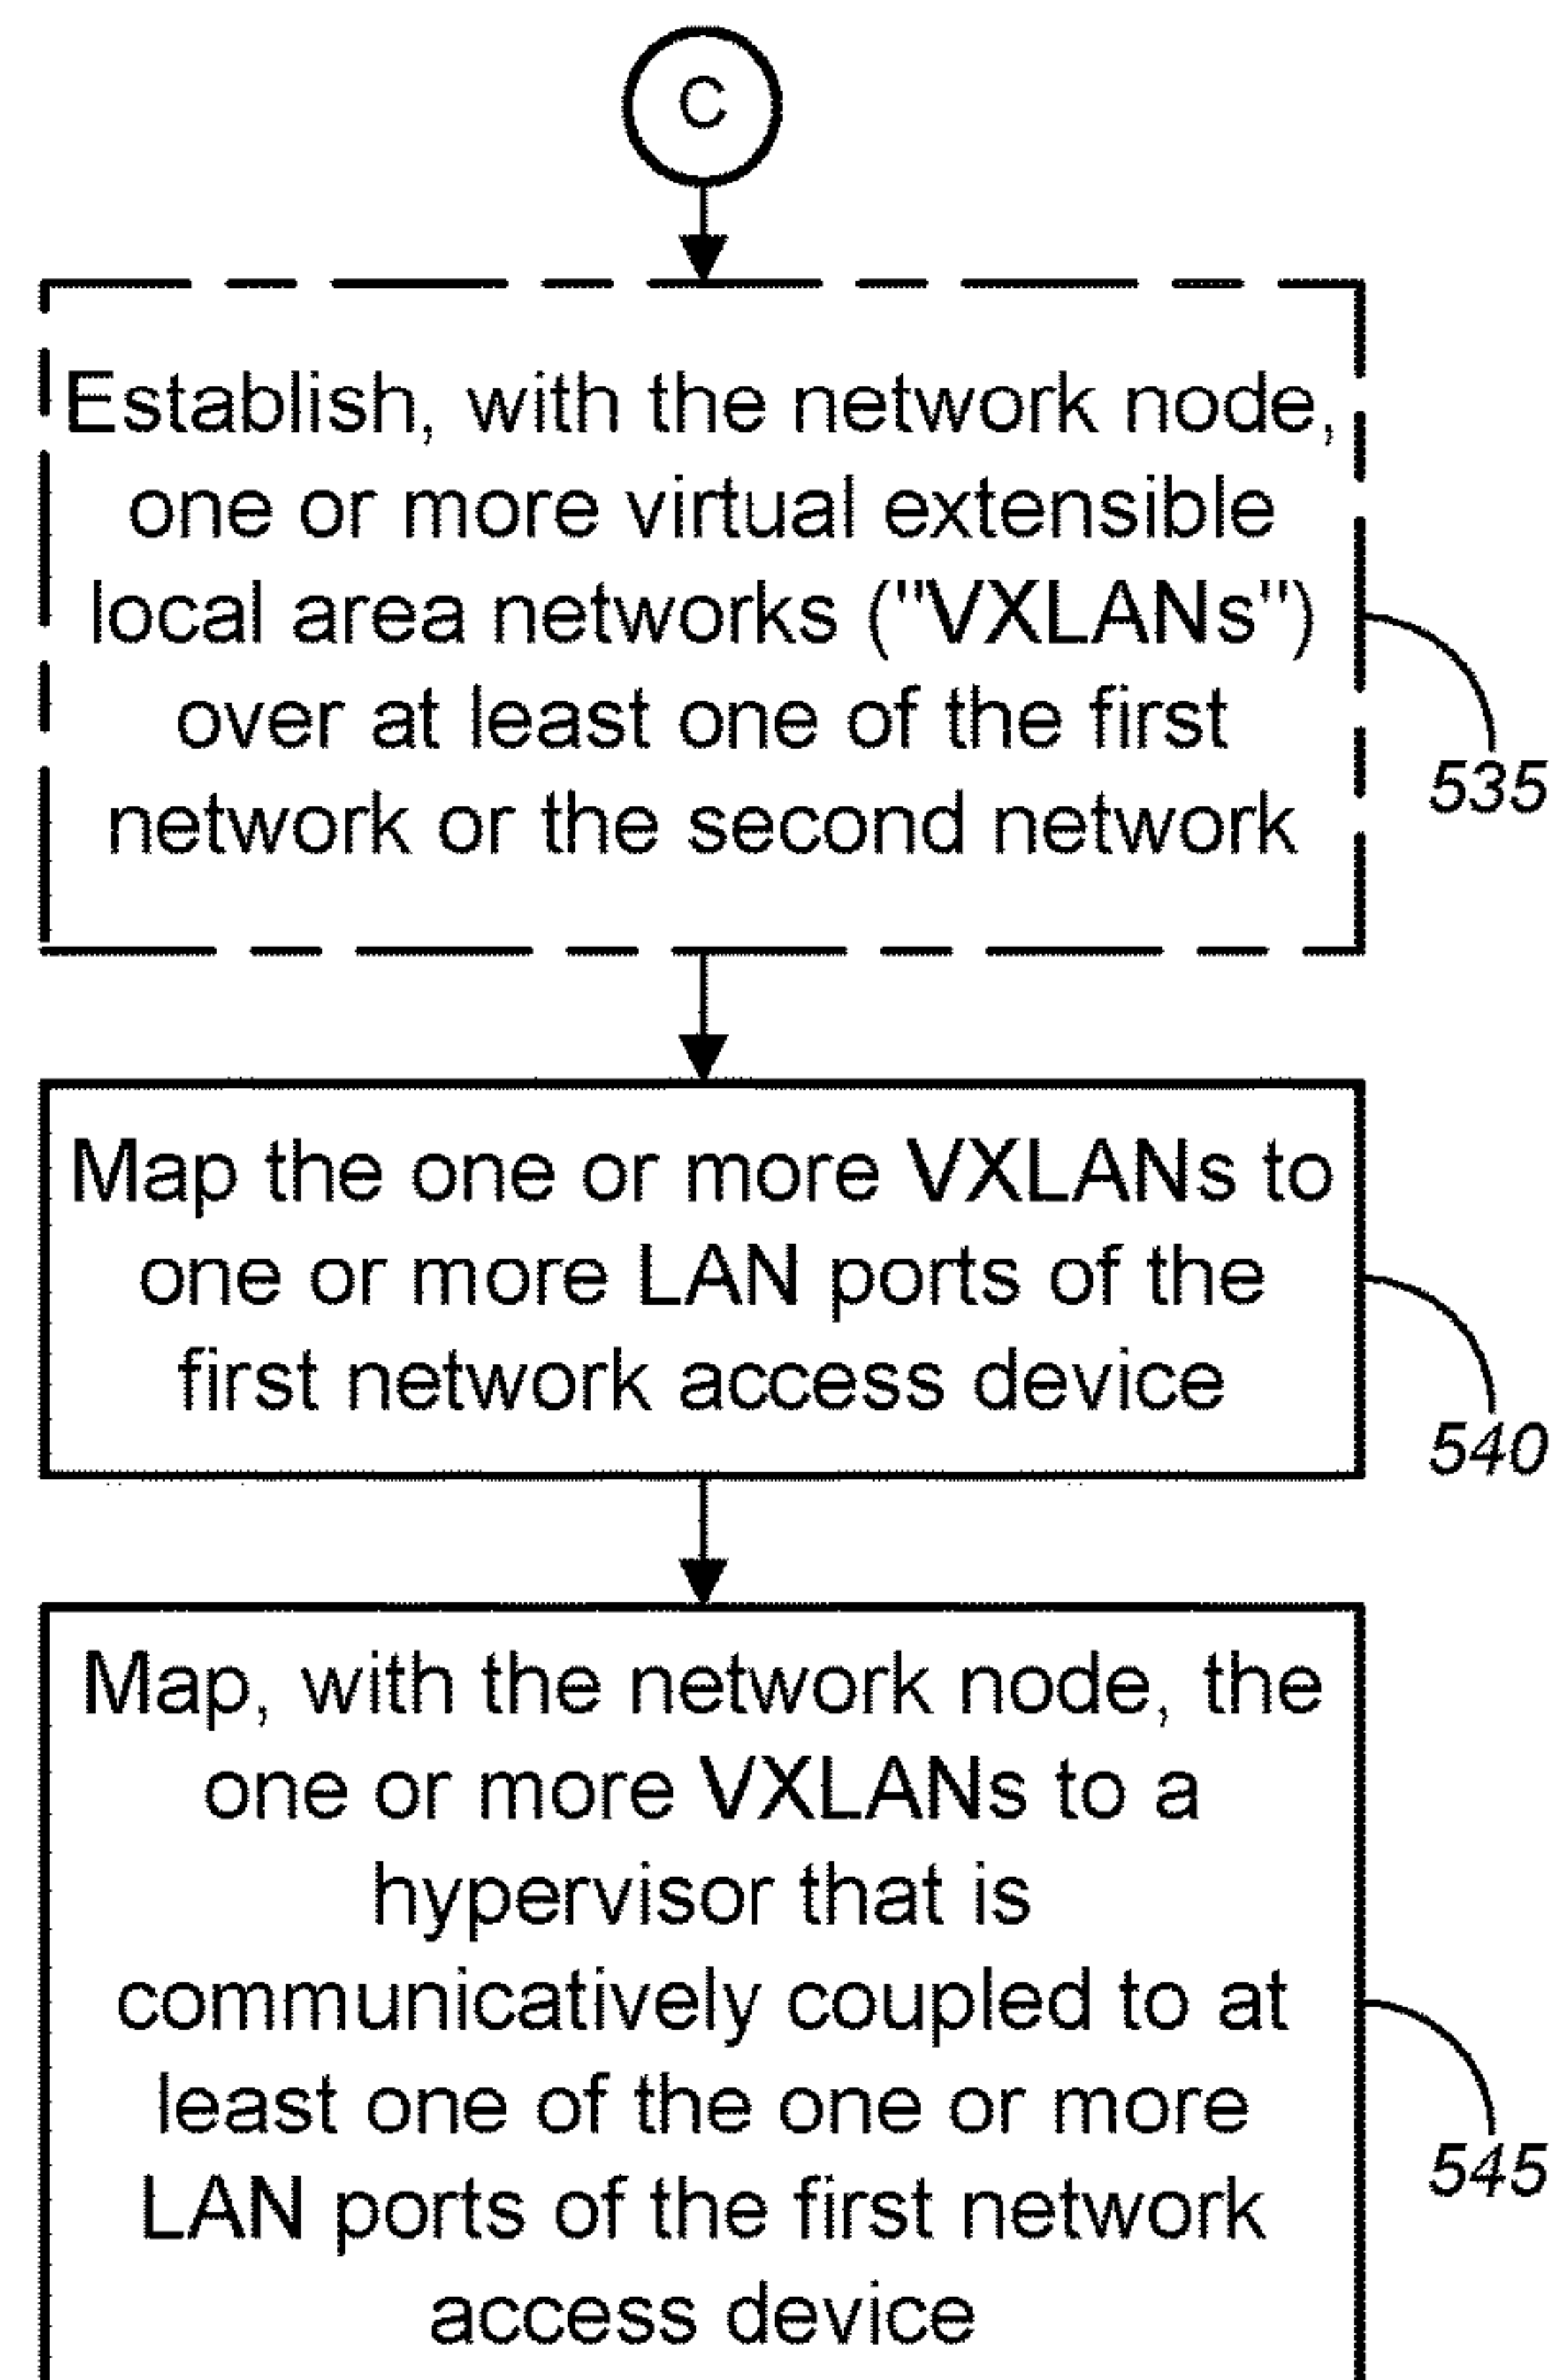 C
Establish, with the network node,
one or more virtual extensible
local area networks ("VXLANs")
over at least one of the first
network or the second network
535
Map the one or more VXLANs to
one or more LAN ports of the
first network access device
540
Map, with the network node, the
one or more VXLANs to a
hypervisor that is
communicatively coupled to at
least one of the one or more
LAN ports of the first network
access device
545